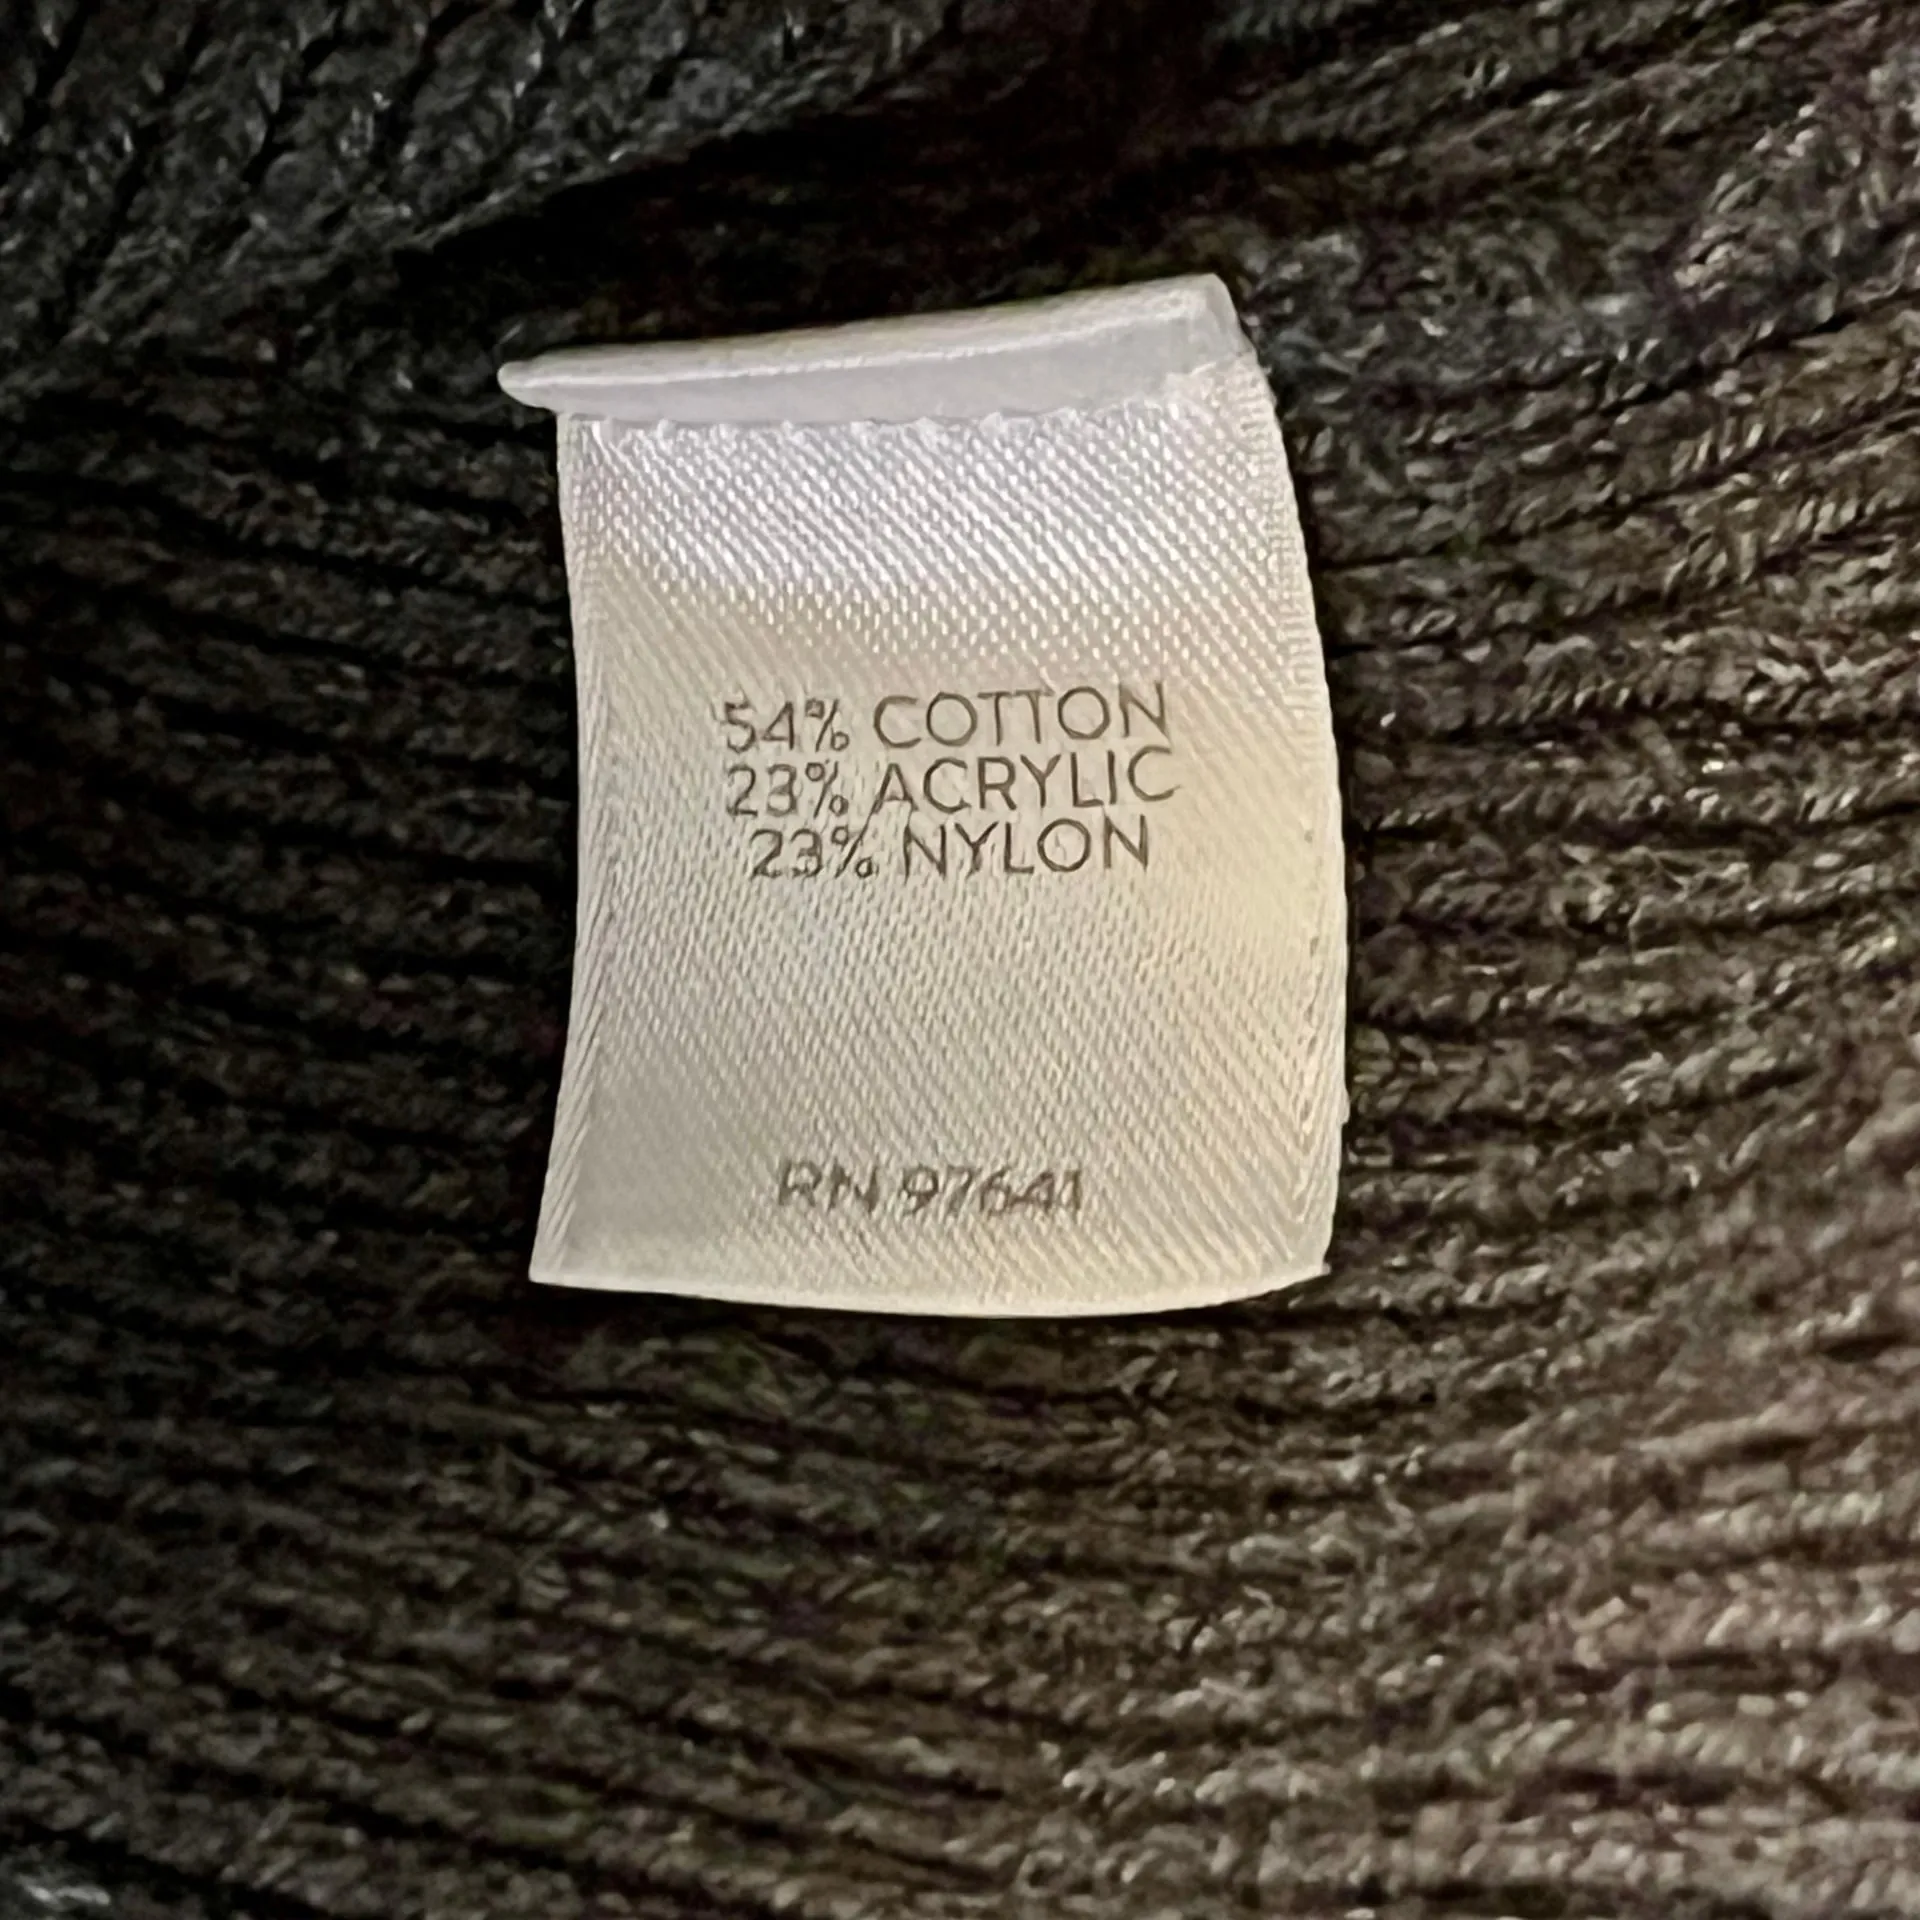 54% COTTON
23% ACRYLIC
23% NYLON
RN 97641